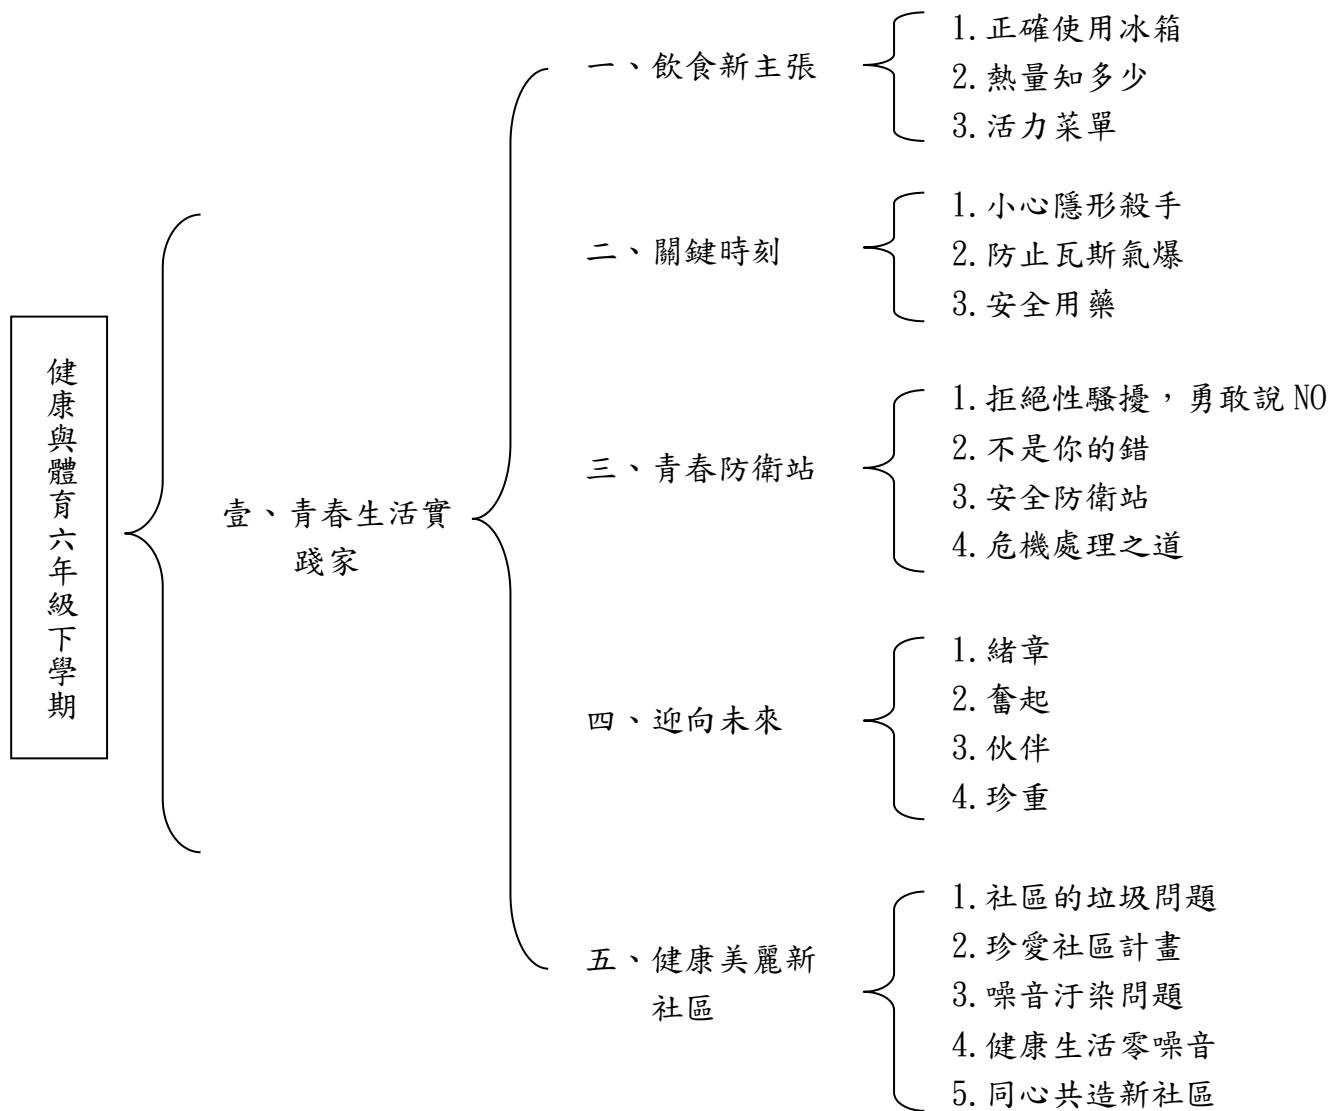 健康與體育六年級下學期
壹、青春生活實
踐家
一、飲食新主張
1.正確使用冰箱
2.熱量知多少
3.活力菜單
二、關鍵時刻
1.小心隱形殺手
2.防止瓦斯氣爆
3.安全用藥
三、青春防衛站
1.拒絕性騷擾，勇敢說 NO
2.不是你的錯
3.安全防衛站
4.危機處理之道
四、迎向未來
1.緒章
2.奮起
3.伙伴
4.珍重
五、健康美麗新
社區
1.社區的垃圾問題
2.珍愛社區計畫
3.噪音汙染問題
4.健康生活零噪音
5.同心共造新社區